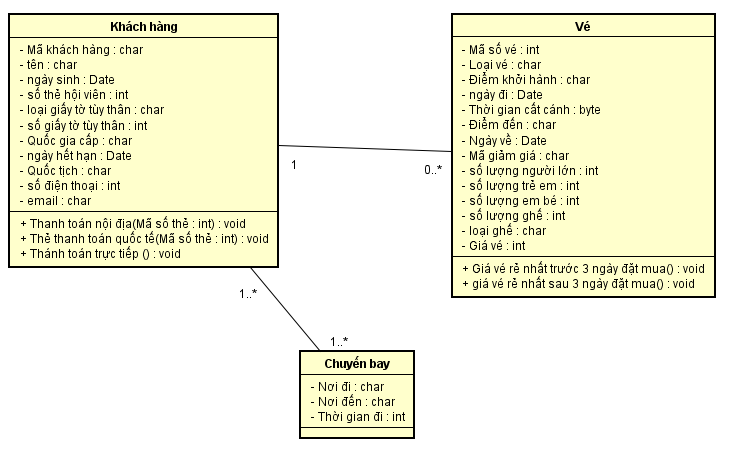 Khách hàng
- Mã khách hàng : char
- tên : char
- ngày sinh : Date
- số thẻ hội viên : int
- loại giấy tờ tùy thân : char
- số giấy tờ tùy thân : int
- Quốc gia cấp : char
- ngày hết hạn : Date
- Quốc tịch : char
- số điện thoại : int
- email : char
+ Thanh toán nội địa(Mã số thẻ : int) : void
+ Thẻ thanh toán quốc tế(Mã số thẻ : int) : void
+ Thánh toán trực tiếp () : void
1
0..*
Vé
- Mã số vé : int
- Loại vé : char
- Điểm khởi hành : char
- ngày đi : Date
- Thời gian cất cánh : byte
- Điểm đến : char
- Ngày về : Date
- Mã giảm giá : char
- số lượng người lớn : int
- số lượng trẻ em : int
- số lượng em bé : int
- số lượng ghế : int
- loại ghế : char
- Giá vé : int
+ Giá vé rẻ nhất trước 3 ngày đặt mua() : void
+ giá vé rẻ nhất sau 3 ngày đặt mua() : void
1..*
1..*
Chuyến bay
- Nơi đi : char
- Nơi đến : char
- Thời gian đi : int